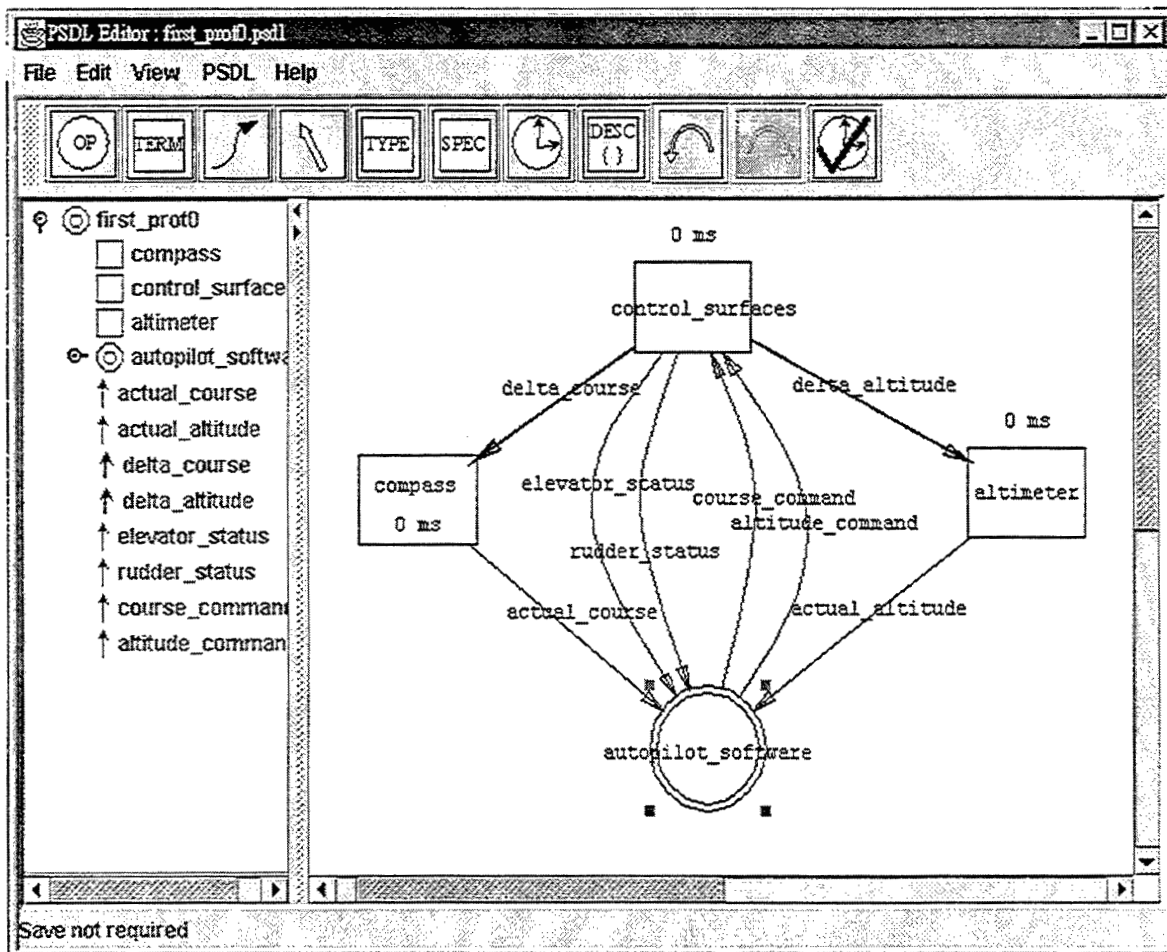 PSDL Editor : first_prot0.psdl
File Edit View PSDL Help
OP TERM TYPE SPEC DESC { }
first_prot0
compass
control_surface
altimeter
autopilot_softwa
actual_course
actual_altitude
delta_course
delta_altitude
elevator_status
rudder_status
course_comman
altitude_comman
0 ms
control_surfaces
delta_course
delta_altitude
0 ms
compass
0 ms
altimeter
elevator_status
course_command
altitude_command
rudder_status
actual_course
actual_altitude
autopilot_software
Save not required